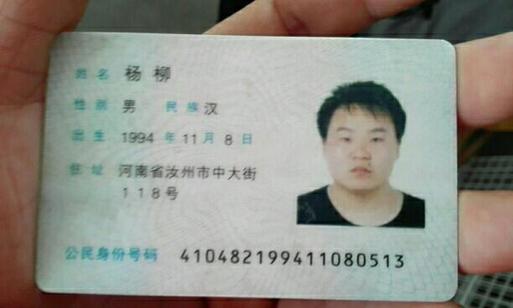 姓名 杨柳
性别 男 民族 汉
出生 1994 年 11 月 8 日
住址 河南省汝州市中大街
118号
公民身份号码 410482199411080513